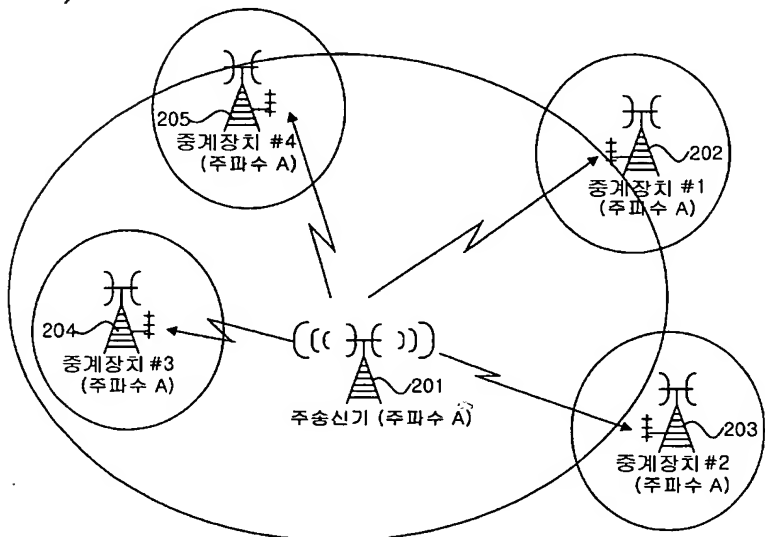 205
중계장치 #4
(주파수 A)
202
중계장치 #1
(주파수 A)
204
중계장치 #3
(주파수 A)
201
주송신기 (주파수 A)
203
중계장치 #2
(주파수 A)